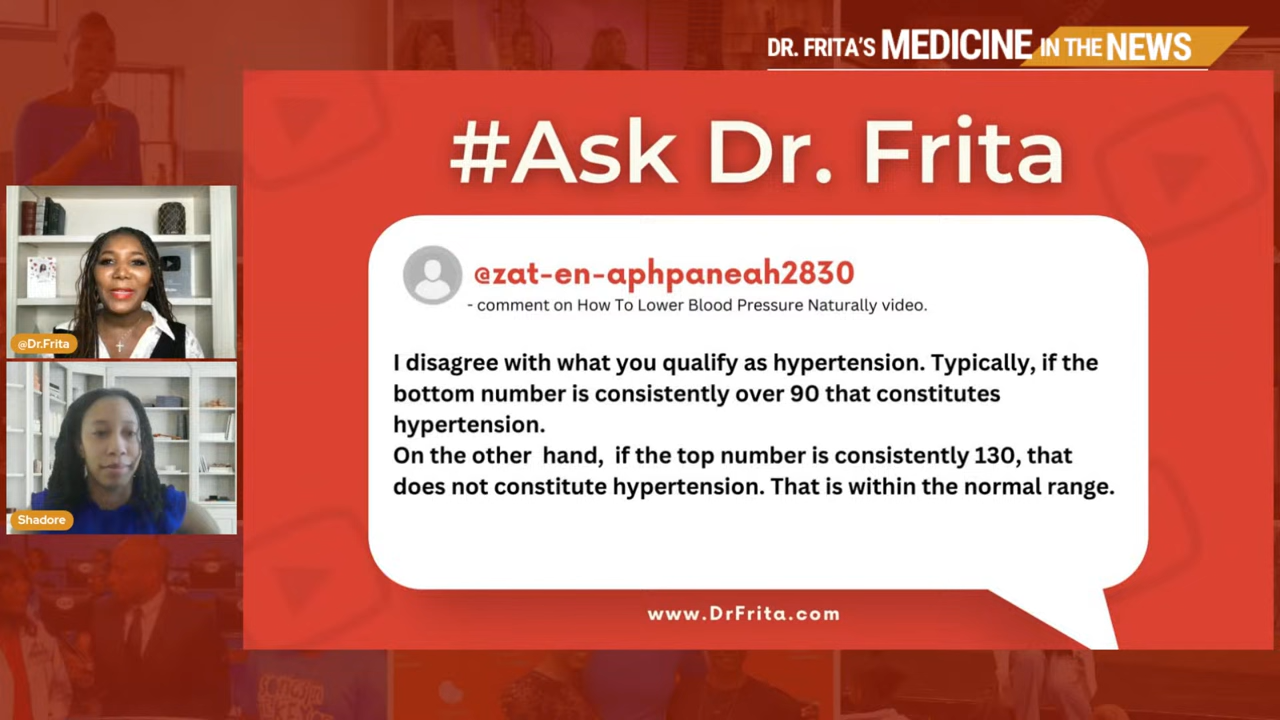 DR. FRITA'S MEDICINE IN THE NEWS
#Ask Dr. Frita
@zat-en-aphpaneah2830
- comment on How To Lower Blood Pressure Naturally video.
I disagree with what you qualify as hypertension. Typically, if the
bottom number is consistently over 90 that constitutes
hypertension.
On the other hand, if the top number is consistently 130, that
does not constitute hypertension. That is within the normal range.
www.DrFrita.com
@Dr.Frita
Shadore